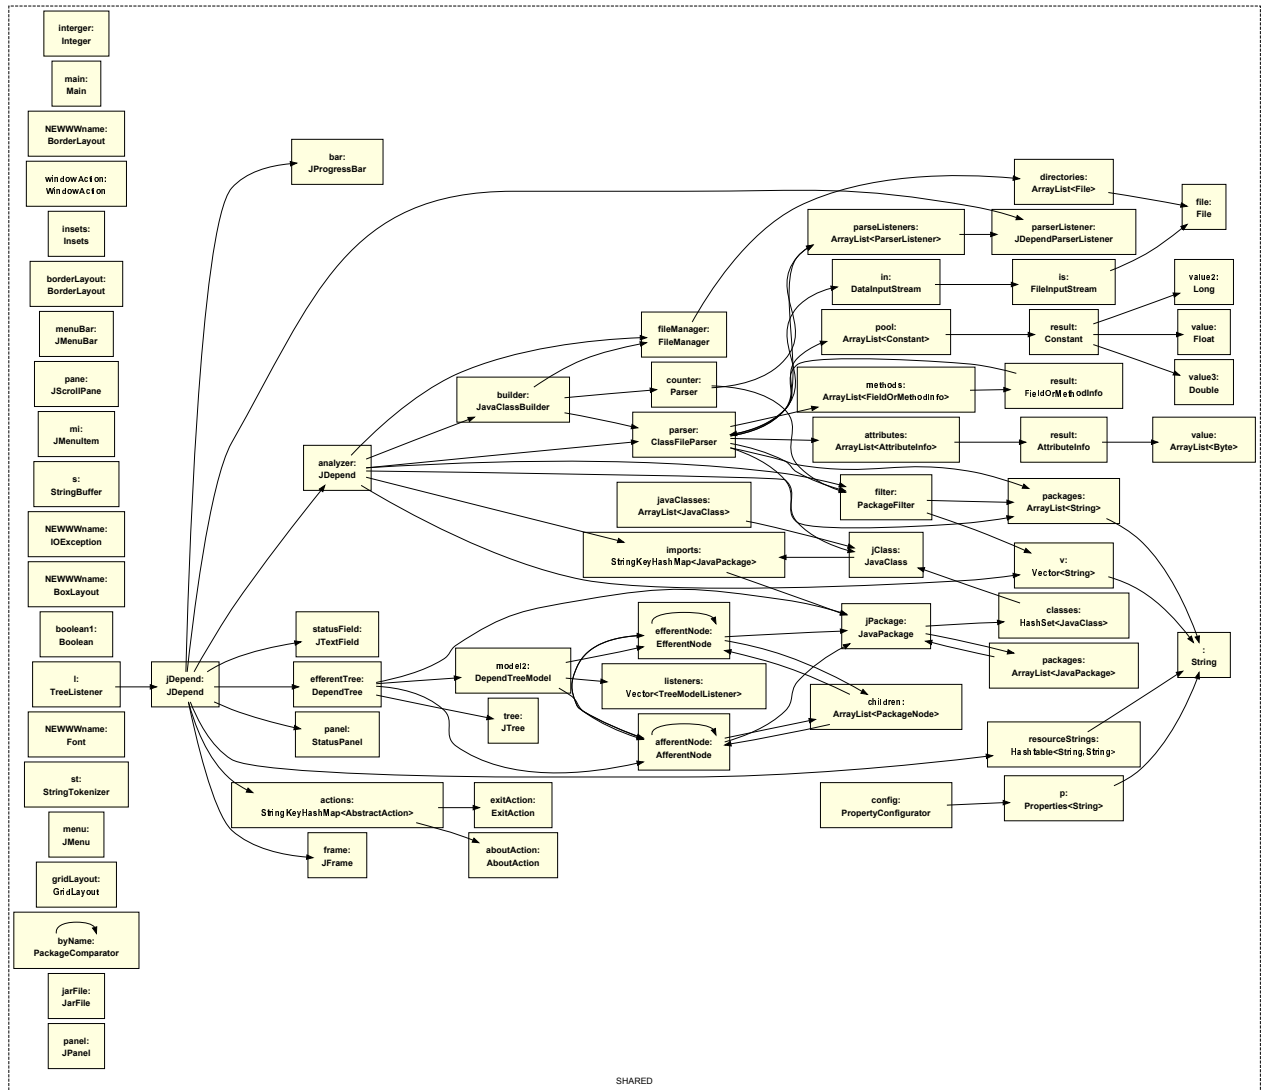 interger:
Integer
main:
Main
NEWWWname:
BorderLayout
windowAction:
WindowAction
insets:
Insets
borderLayout:
BorderLayout
menuBar:
JMenuBar
pane:
JScrollPane
mi:
JMenuItem
s:
StringBuffer
NEWWWname:
IOException
NEWWWname:
BoxLayout
boolean1:
Boolean
l:
TreeListener
NEWWWname:
Font
st:
StringTokenizer
menu:
JMenu
gridLayout:
GridLayout
byName:
PackageComparator
jarFile:
JarFile
panel:
JPanel
jDepend:
JDepend
bar:
JProgressBar
analyzer:
JDepend
statusField:
JTextField
efferentTree:
DependTree
panel:
StatusPanel
actions:
StringKeyHashMap<AbstractAction>
frame:
JFrame
builder:
JavaClassBuilder
model2:
DependTreeModel
tree:
JTree
exitAction:
ExitAction
aboutAction:
AboutAction
fileManager:
FileManager
counter:
Parser
parser:
ClassFileParser
javaClasses:
ArrayList<JavaClass>
imports:
StringKeyHashMap<JavaPackage>
efferentNode:
EfferentNode
listeners:
Vector<TreeModelListener>
afferentNode:
AfferentNode
parseListeners:
ArrayList<ParserListener>
in:
DataInputStream
pool:
ArrayList<Constant>
methods:
ArrayList<FieldOrMethodInfo>
attributes:
ArrayList<AttributeInfo>
filter:
PackageFilter
jClass:
JavaClass
jPackage:
JavaPackage
children:
ArrayList<PackageNode>
config:
PropertyConfigurator
directories:
ArrayList<File>
parserListener:
JDependParserListener
is:
FileInputStream
result:
Constant
result:
FieldOrMethodInfo
result:
AttributeInfo
packages:
ArrayList<String>
v:
Vector<String>
classes:
HashSet<JavaClass>
packages:
ArrayList<JavaPackage>
resourceStrings:
Hashtable<String,String>
p:
Properties<String>
file:
File
value2:
Long
value:
Float
value3:
Double
value:
ArrayList<Byte>
:
String
SHARED